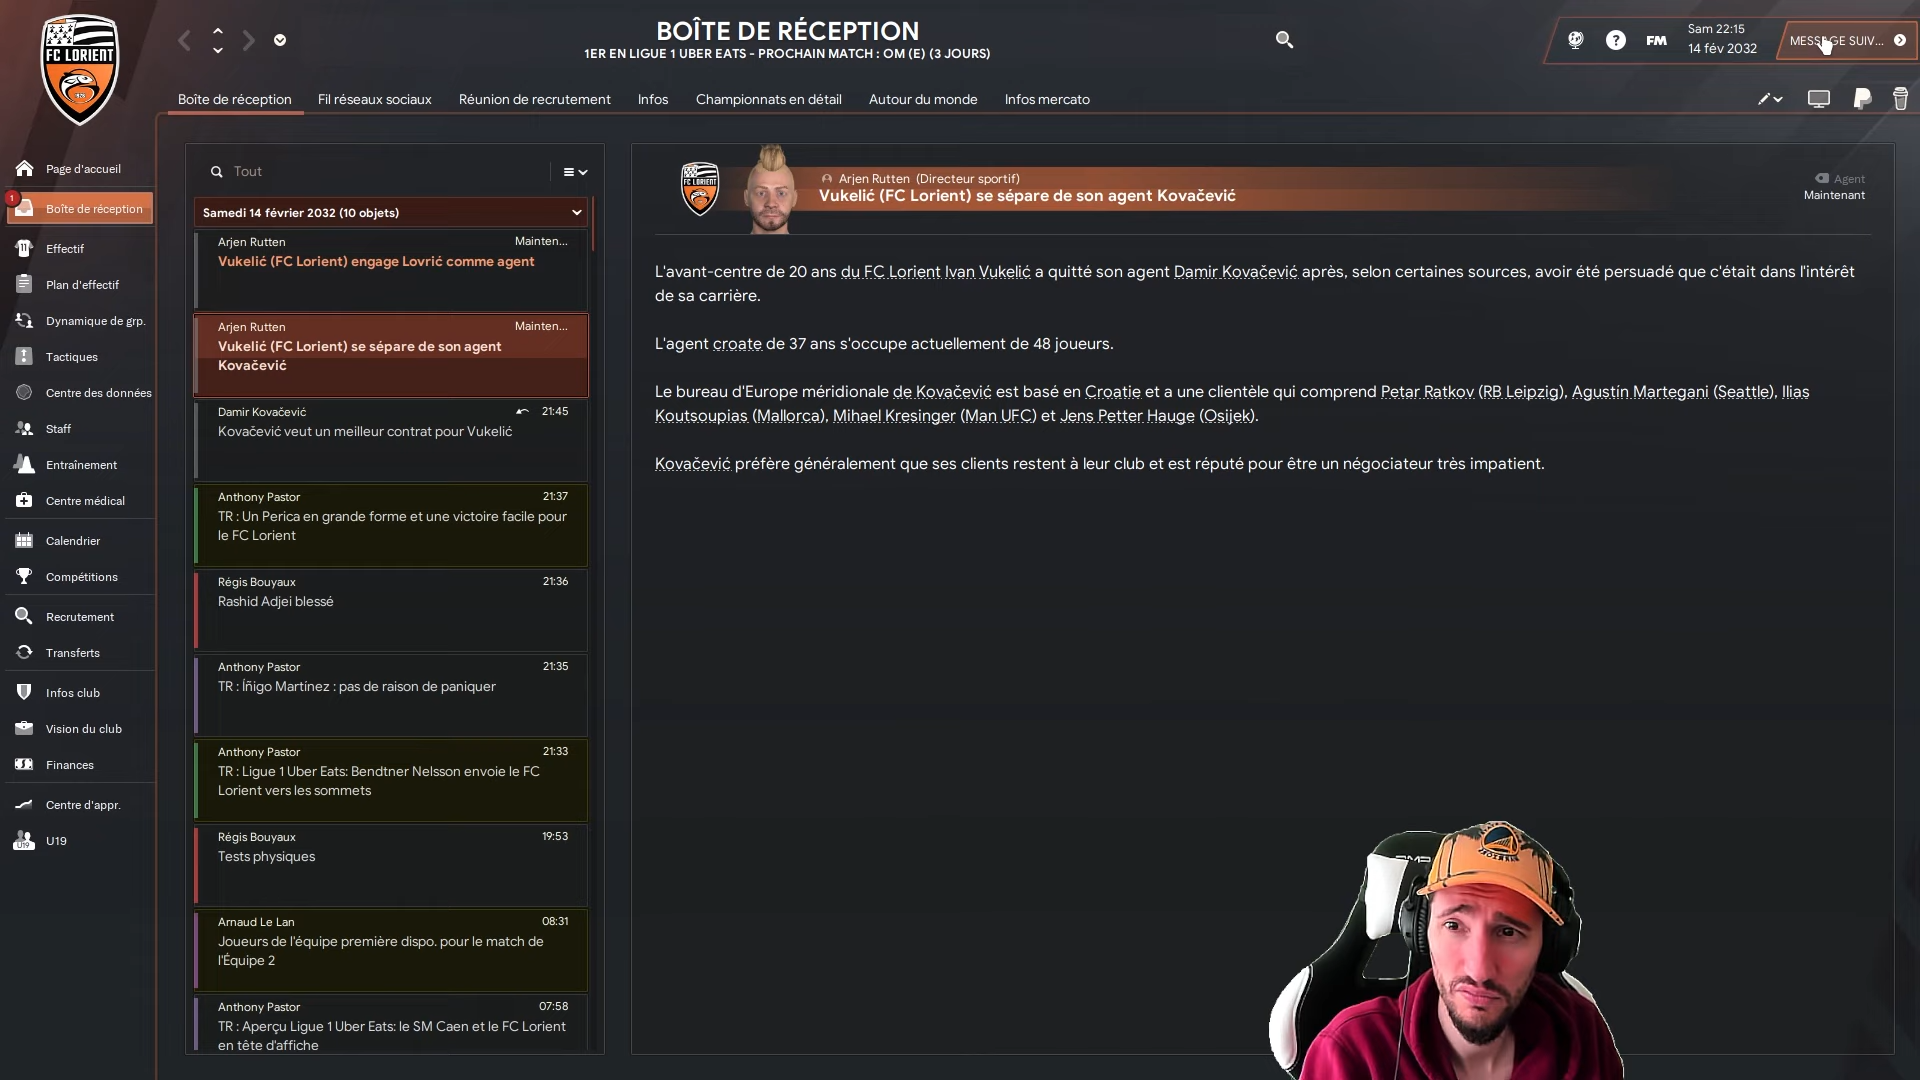 FC LORIENT
BOÎTE DE RÉCEPTION
1ER EN LIGUE 1 UBER EATS - PROCHAIN MATCH : OM (E) (3 JOURS)
FM
Sam 22:15
14 fév 2032
MESSAGE SUIV...
Boîte de réception
Fil réseaux sociaux
Réunion de recrutement
Infos
Championnats en détail
Autour du monde
Infos mercato
Page d'accueil
1
Boîte de réception
Effectif
Plan d'effectif
Dynamique de grp.
Tactiques
Centre des données
Staff
Entraînement
Centre médical
Calendrier
Compétitions
Recrutement
Transferts
Infos club
Vision du club
Finances
Centre d'appr.
U19
U19
Tout
Samedi 14 février 2032 (10 objets)
Arjen Rutten
Mainten...
Vukelić (FC Lorient) engage Lovrić comme agent
Arjen Rutten
Mainten...
Vukelić (FC Lorient) se sépare de son agent
Kovačević
Damir Kovačević
21:45
Kovačević veut un meilleur contrat pour Vukelić
Anthony Pastor
21:37
TR : Un Perica en grande forme et une victoire facile pour
le FC Lorient
Régis Bouyaux
21:36
Rashid Adjei blessé
Anthony Pastor
21:35
TR : Íñigo Martínez : pas de raison de paniquer
Anthony Pastor
21:33
TR : Ligue 1 Uber Eats: Bendtner Nelsson envoie le FC
Lorient vers les sommets
Régis Bouyaux
19:53
Tests physiques
Arnaud Le Lan
08:31
Joueurs de l'équipe première dispo. pour le match de
l'Équipe 2
Anthony Pastor
07:58
TR : Aperçu Ligue 1 Uber Eats: le SM Caen et le FC Lorient
en tête d'affiche
FC LORIENT
Arjen Rutten (Directeur sportif)
Vukelić (FC Lorient) se sépare de son agent Kovačević
Agent
Maintenant
L'avant-centre de 20 ans du FC Lorient Ivan Vukelić a quitté son agent Damir Kovačević après, selon certaines sources, avoir été persuadé que c'était dans l'intérêt
de sa carrière.
L'agent croate de 37 ans s'occupe actuellement de 48 joueurs.
Le bureau d'Europe méridionale de Kovačević est basé en Croatie et a une clientèle qui comprend Petar Ratkov (RB Leipzig), Agustín Martegani (Seattle), Ilias
Koutsoupias (Mallorca), Mihael Kresinger (Man UFC) et Jens Petter Hauge (Osijek).
Kovačević préfère généralement que ses clients restent à leur club et est réputé pour être un négociateur très impatient.